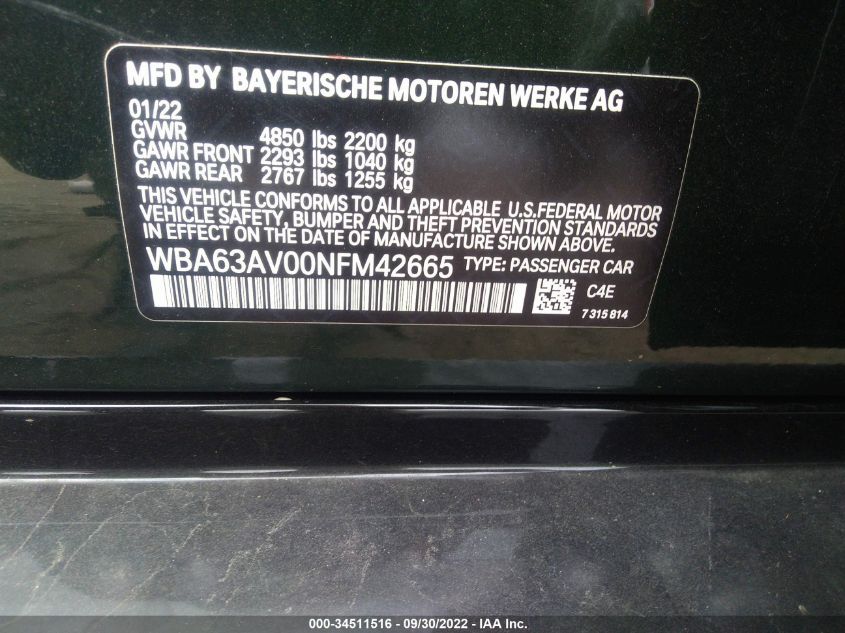 MFD BY BAYERISCHE MOTOREN WERKE AG
01/22
GVWR 4850 lbs 2200 kg
GAWR FRONT 2293 lbs 1040 kg
GAWR REAR 2767 lbs 1255 kg
THIS VEHICLE CONFORMS TO ALL APPLICABLE U.S.FEDERAL MOTOR
VEHICLE SAFETY, BUMPER AND THEFT PREVENTION STANDARDS
IN EFFECT ON THE DATE OF MANUFACTURE SHOWN ABOVE.
WBA63AV00NFM42665 TYPE: PASSENGER CAR
C4E
7 315 814
000-34511516 - 09/30/2022 - IAA Inc.